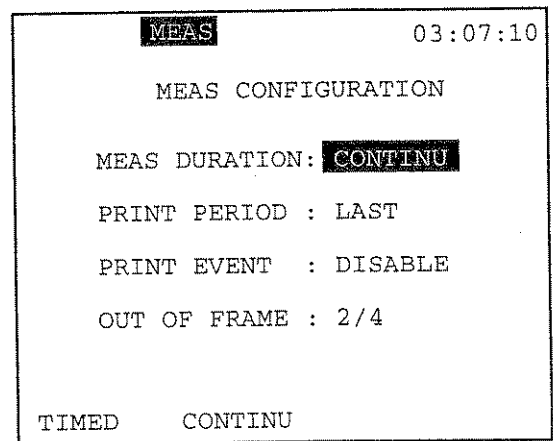 MEAS 03:07:10
MEAS CONFIGURATION
MEAS DURATION: CONTINU
PRINT PERIOD : LAST
PRINT EVENT : DISABLE
OUT OF FRAME : 2/4
TIMED CONTINU